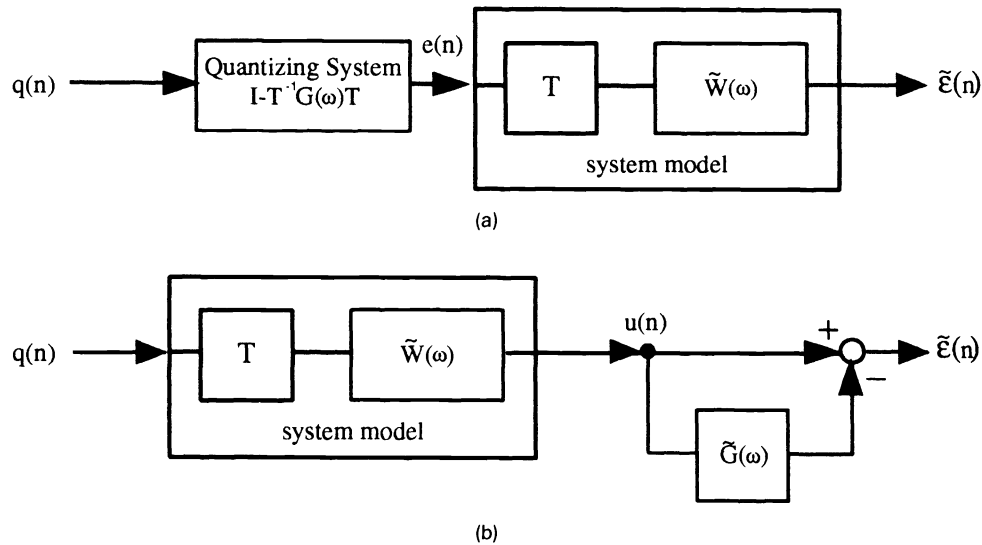 q(n)
Quantizing System
I-T⁻¹G(ω)T
e(n)
T
W̃(ω)
system model
ε̃(n)
(a)
q(n)
T
W̃(ω)
system model
u(n)
+
−
G̃(ω)
ε̃(n)
(b)